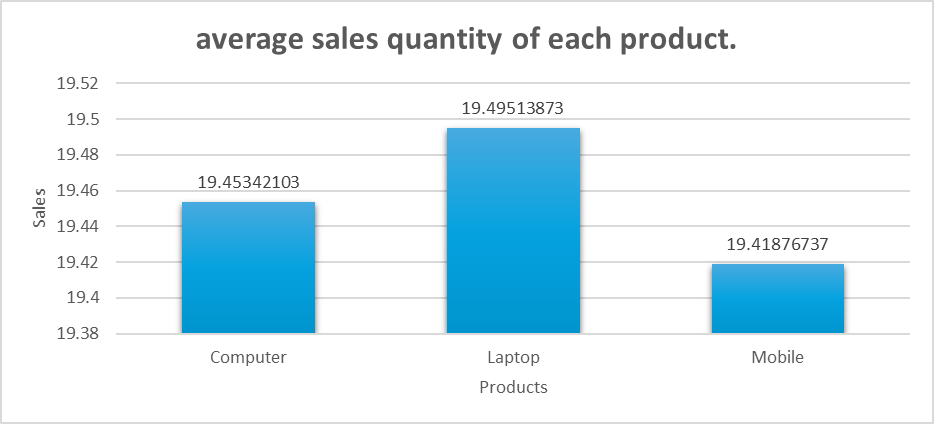 average sales quantity of each product.
19.52
19.5
19.48
19.46
19.44
19.42
19.4
19.38
Sales
19.45342103
19.49513873
19.41876737
Computer
Laptop
Mobile
Products